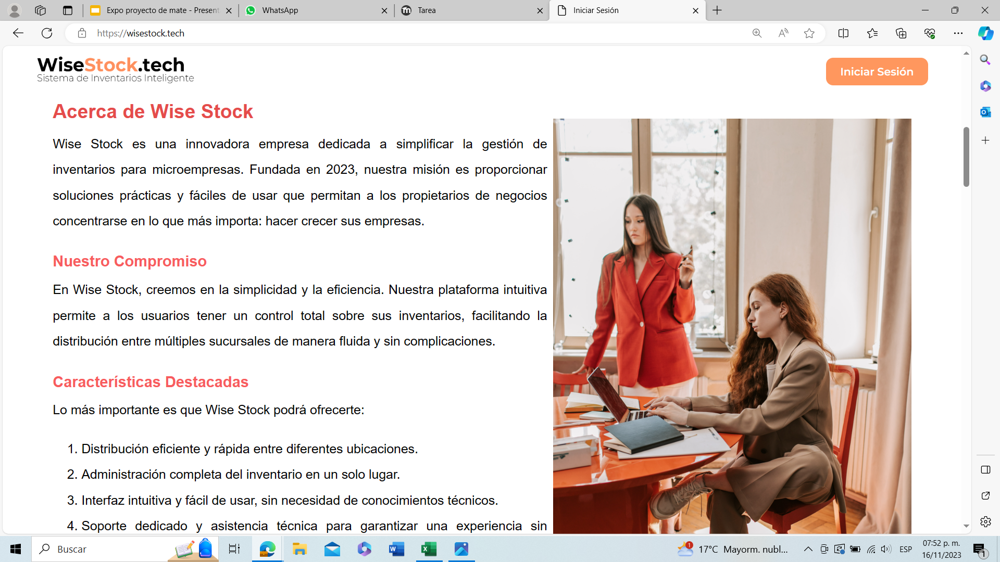 Expo proyecto de mate - Present
WhatsApp
Tarea
Iniciar Sesión
https://wisestock.tech
WiseStock.tech
Sistema de Inventarios Inteligente
Iniciar Sesión
Acerca de Wise Stock
Wise Stock es una innovadora empresa dedicada a simplificar la gestión de
inventarios para microempresas. Fundada en 2023, nuestra misión es proporcionar
soluciones prácticas y fáciles de usar que permitan a los propietarios de negocios
concentrarse en lo que más importa: hacer crecer sus empresas.
Nuestro Compromiso
En Wise Stock, creemos en la simplicidad y la eficiencia. Nuestra plataforma intuitiva
permite a los usuarios tener un control total sobre sus inventarios, facilitando la
distribución entre múltiples sucursales de manera fluida y sin complicaciones.
Características Destacadas
Lo más importante es que Wise Stock podrá ofrecerte:
1. Distribución eficiente y rápida entre diferentes ubicaciones.
2. Administración completa del inventario en un solo lugar.
3. Interfaz intuitiva y fácil de usar, sin necesidad de conocimientos técnicos.
4. Soporte dedicado y asistencia técnica para garantizar una experiencia sin
Buscar
1
17°C Mayorm. nubl...
ESP
07:52 p. m.
16/11/2023
1